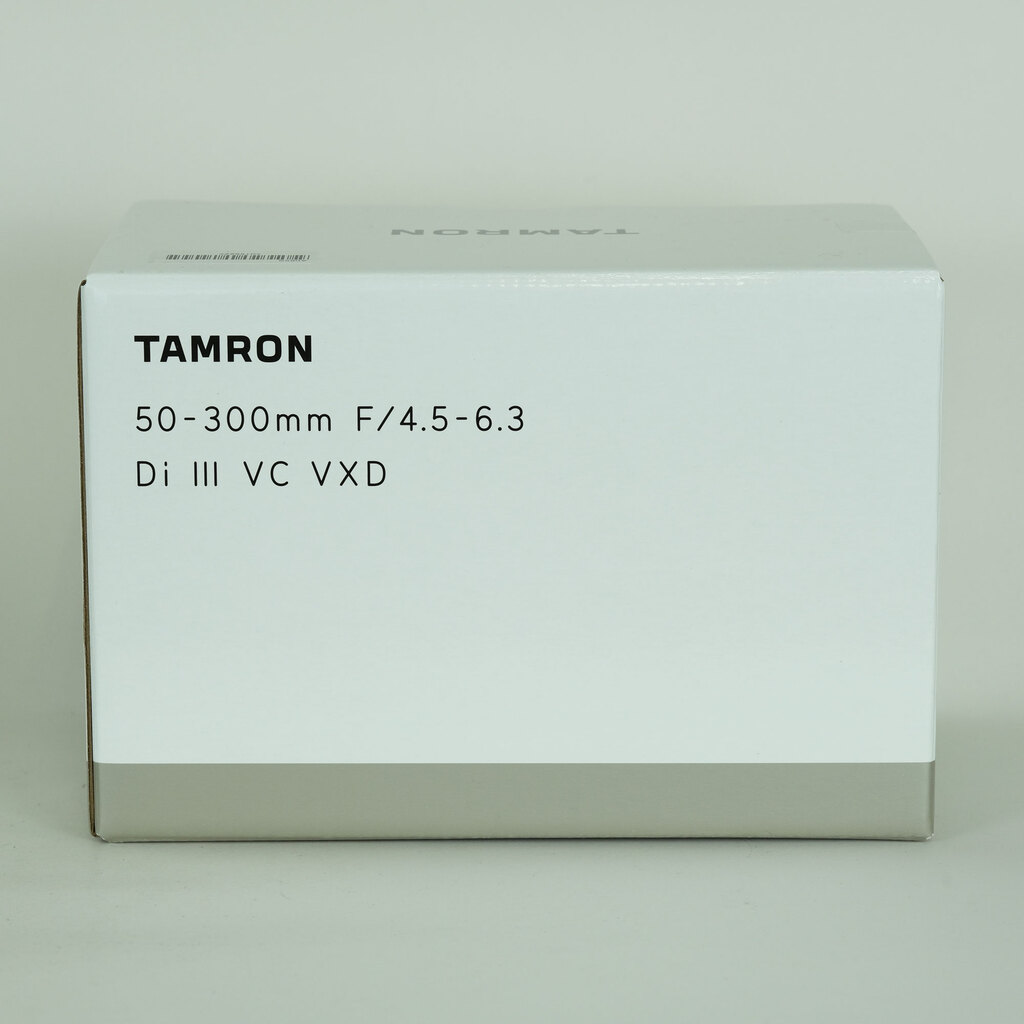 TAMRON
TAMRON
50-300mm F/4.5-6.3
Di III VC VXD